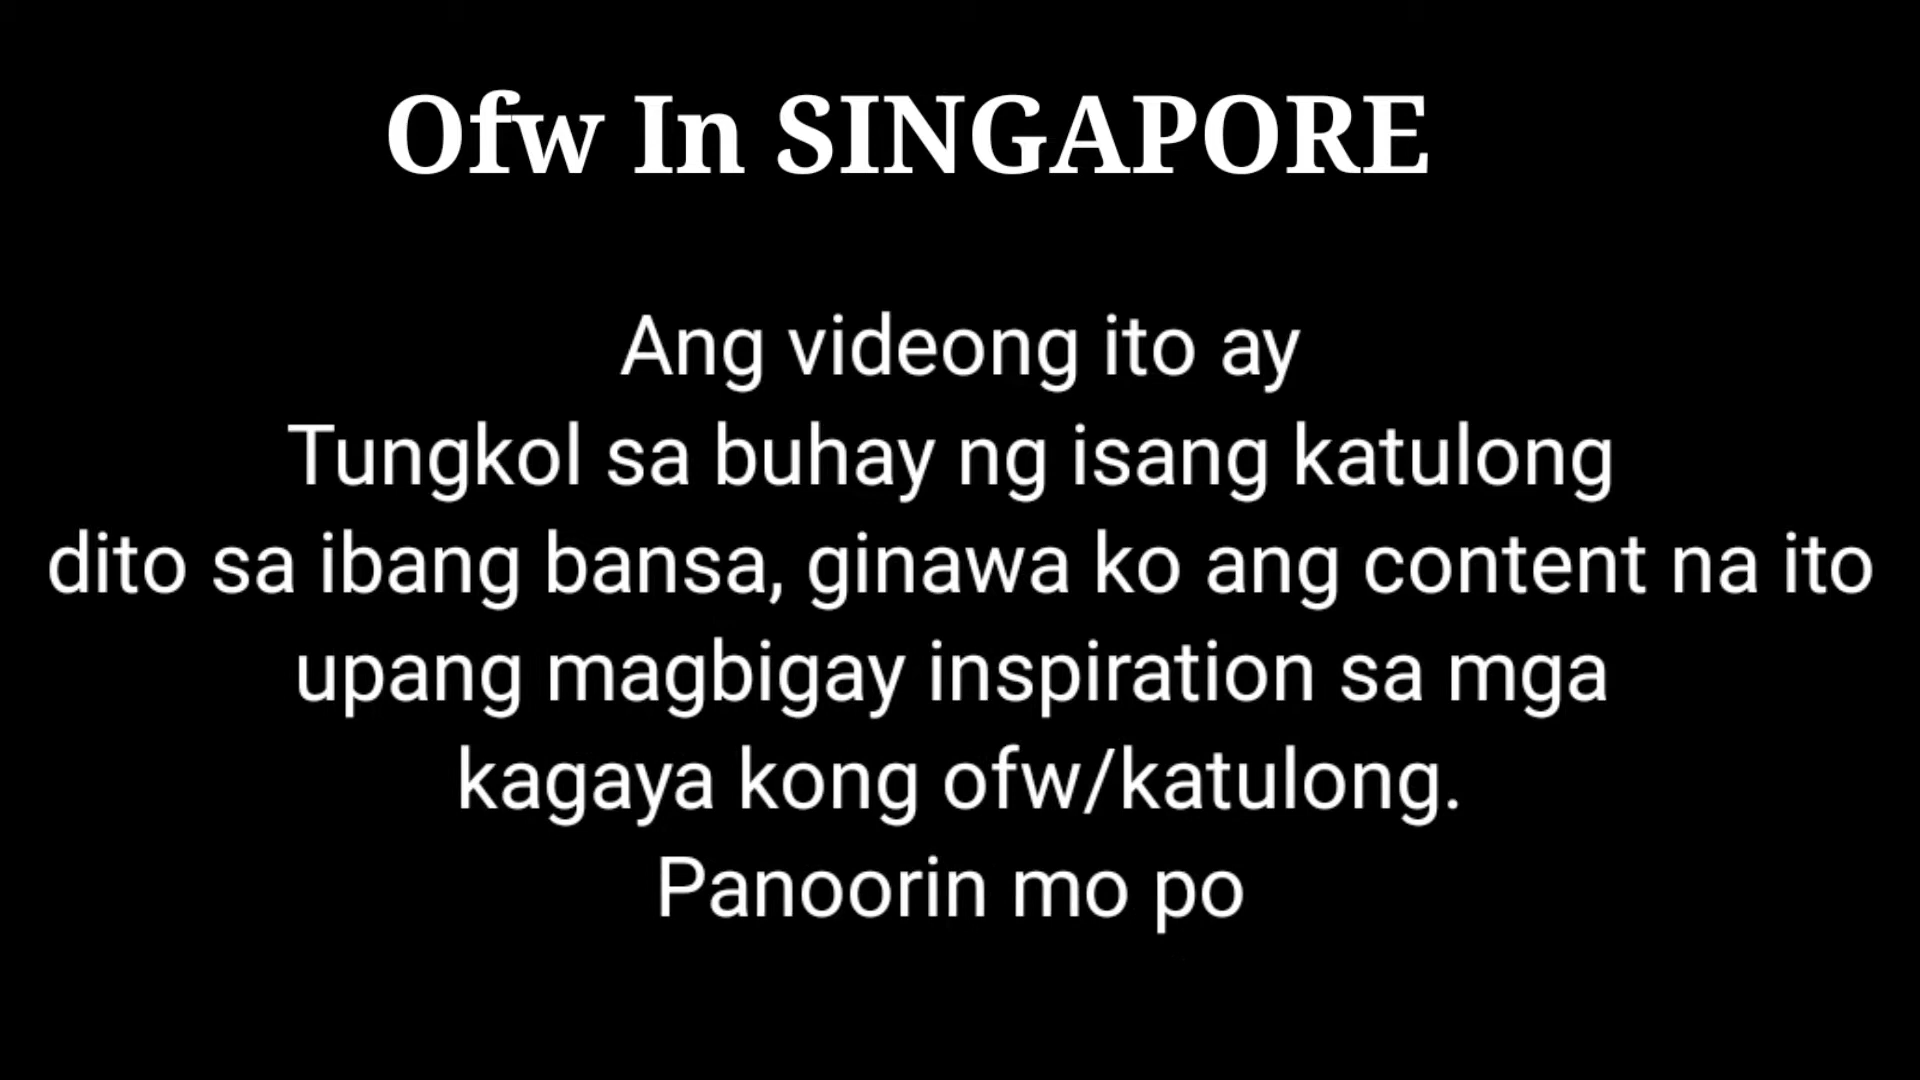 Ofw In SINGAPORE
Ang videong ito ay
Tungkol sa buhay ng isang katulong
dito sa ibang bansa, ginawa ko ang content na ito
upang magbigay inspiration sa mga
kagaya kong ofw/katulong.
Panoorin mo po